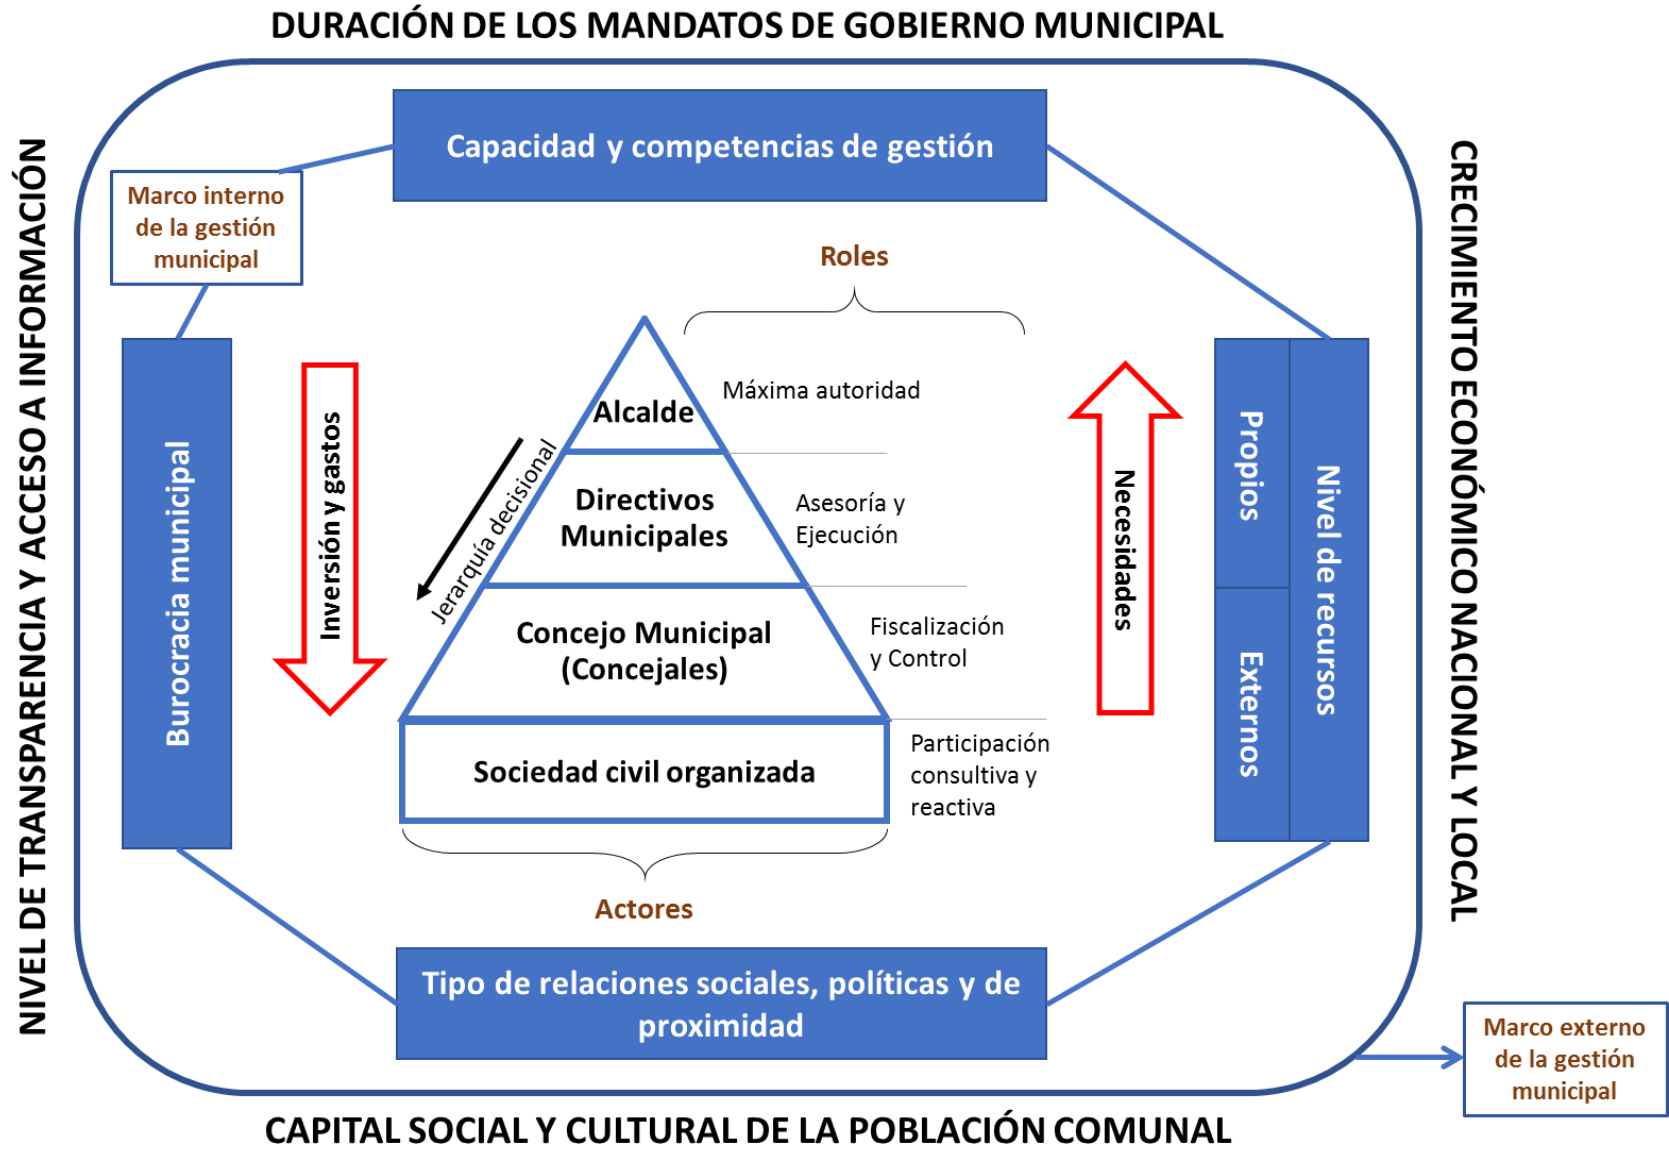 DURACIÓN DE LOS MANDATOS DE GOBIERNO MUNICIPAL
NIVEL DE TRANSPARENCIA Y ACCESO A INFORMACIÓN
CRECIMIENTO ECONÓMICO NACIONAL Y LOCAL
Capacidad y competencias de gestión
Marco interno
de la gestión
municipal
Roles
Burocracia municipal
Inversión y gastos
Jerarquía decisional
Alcalde
Máxima autoridad
Directivos
Municipales
Asesoría y
Ejecución
Concejo Municipal
(Concejales)
Fiscalización
y Control
Sociedad civil organizada
Participación
consultiva y
reactiva
Necesidades
Propios
Externos
Nivel de recursos
Actores
Tipo de relaciones sociales, políticas y de
proximidad
Marco externo
de la gestión
municipal
CAPITAL SOCIAL Y CULTURAL DE LA POBLACIÓN COMUNAL